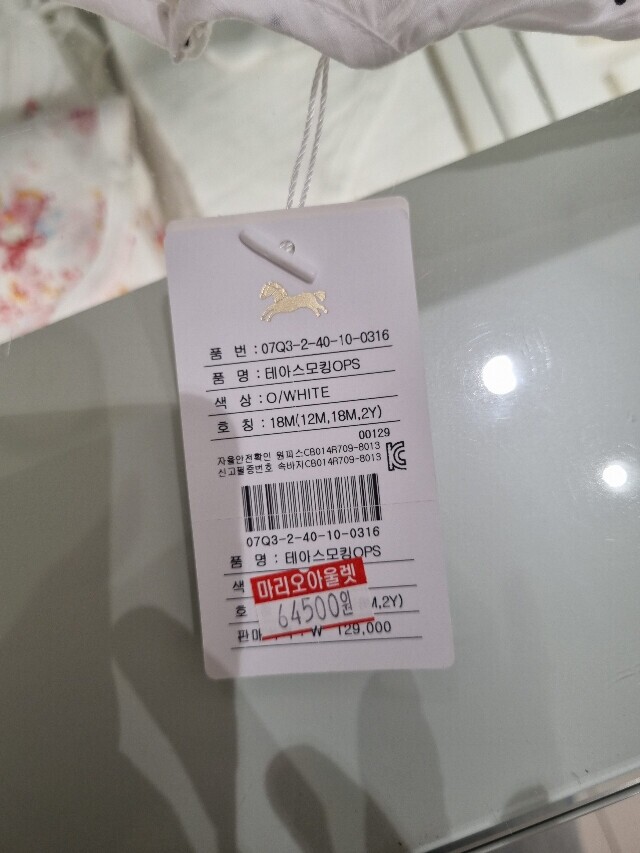 품 번 : 07Q3-2-40-10-0316
품 명 : 테아스모킹OPS
색 상 : O/WHITE
호 칭 : 18M(12M,18M,2Y)
00129
자율안전확인 원피스CB014R709-8013
신고필증번호 속바지CB014R709-8013
07Q3-2-40-10-0316
품 명 : 테아스모킹OPS
색
마리오아울렛
호
64500원
M,2Y)
판매
W 129,000